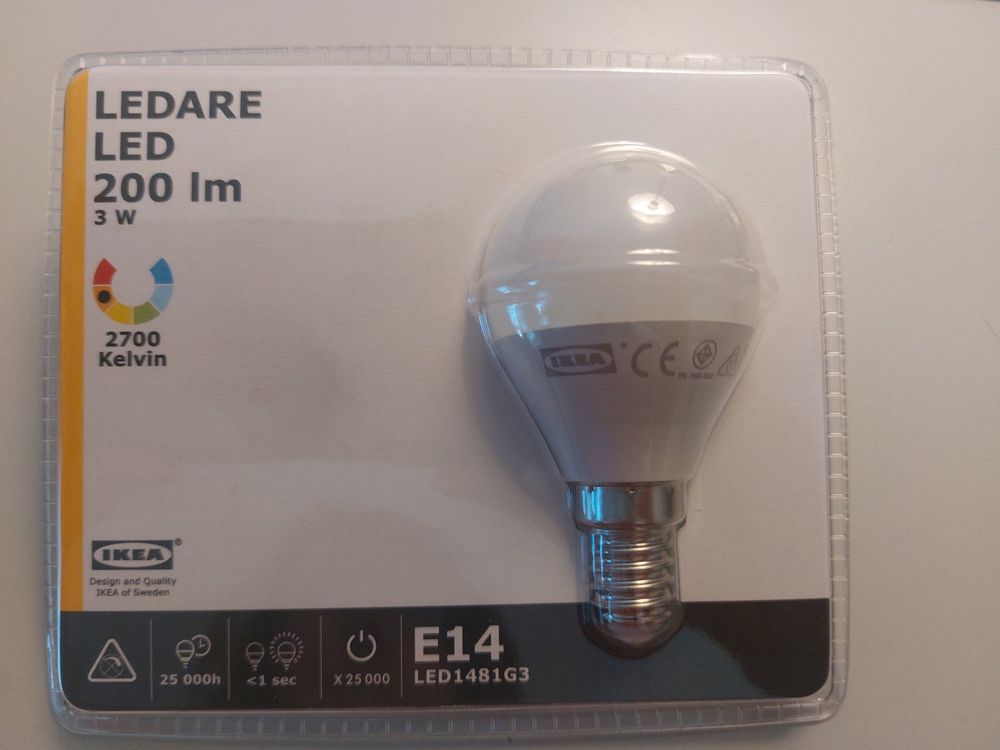 LEDARE
LED
200 lm
3 W
2700
Kelvin
IKEA
CE
IKEA®
Design and Quality
IKEA of Sweden
25 000h
<1 sec
X 25 000
E14
LED1481G3